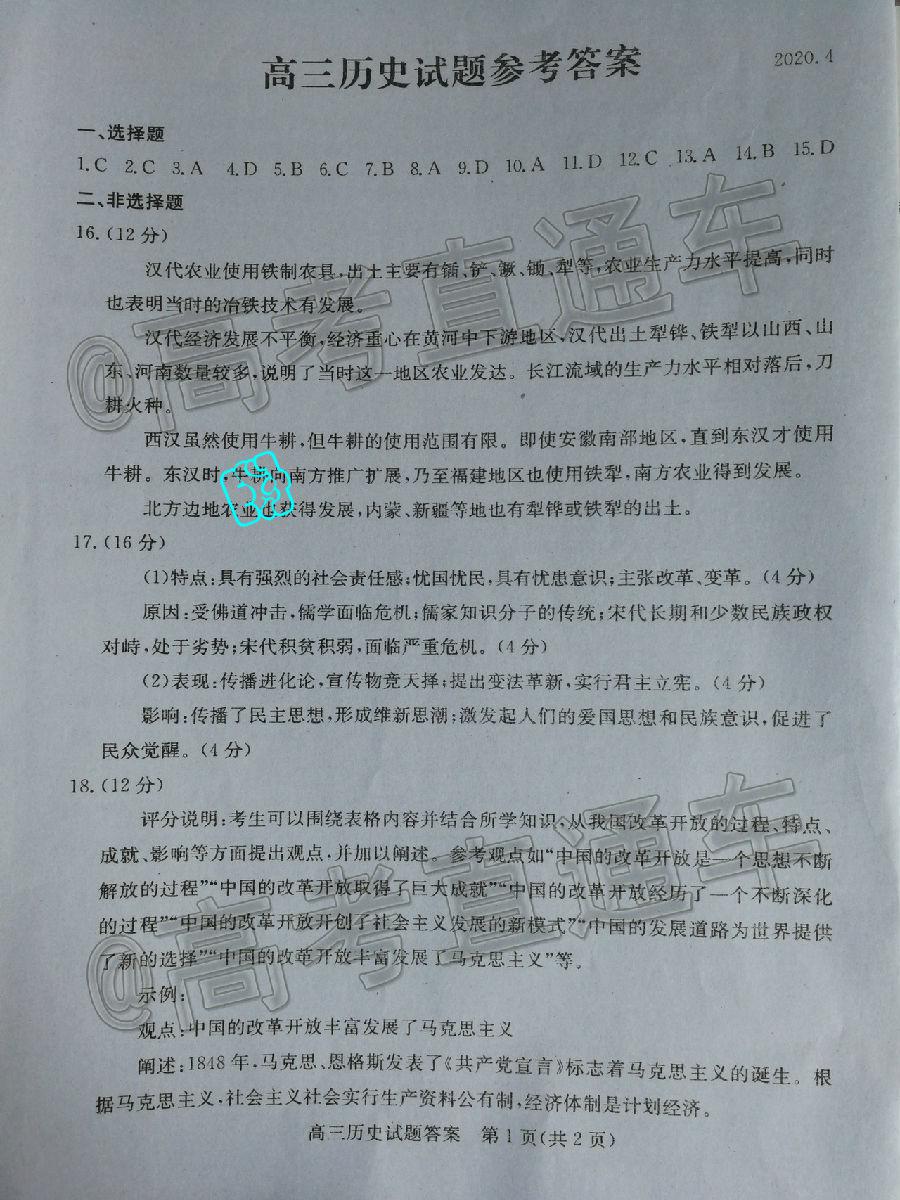 高三历史试题参考答案
2020.4
一、选择题
1.C 2.C 3.A 4.D 5.B 6.C 7.B 8.A 9.D 10.A 11.D 12.C 13.A 14.B 15.D
二、非选择题
16.(12分)
汉代农业使用铁制农具,出土主要有锸、铲、镢、锄、犁等,农业生产力水平提高,同时
也表明当时的冶铁技术有发展。
汉代经济发展不平衡,经济重心在黄河中下游地区,汉代出土犁铧、铁犁以山西、山
东、河南数量较多,说明了当时这一地区农业发达。长江流域的生产力水平相对落后,刀
耕火种。
西汉虽然使用牛耕,但牛耕的使用范围有限。即使安徽南部地区,直到东汉才使用
牛耕。东汉时,牛耕向南方推广扩展,乃至福建地区也使用铁犁,南方农业得到发展。
北方边地农业也获得发展,内蒙、新疆等地也有犁铧或铁犁的出土。
17.(16分)
(1)特点:具有强烈的社会责任感;忧国忧民,具有忧患意识;主张改革、变革。(4分)
原因:受佛道冲击,儒学面临危机;儒家知识分子的传统;宋代长期和少数民族政权
对峙,处于劣势;宋代积贫积弱,面临严重危机。(4分)
(2)表现:传播进化论,宣传物竞天择;提出变法革新,实行君主立宪。(4分)
影响:传播了民主思想,形成维新思潮;激发起人们的爱国思想和民族意识,促进了
民众觉醒。(4分)
18.(12分)
评分说明:考生可以围绕表格内容并结合所学知识,从我国改革开放的过程、特点、
成就、影响等方面提出观点,并加以阐述。参考观点如“中国的改革开放是一个思想不断
解放的过程”“中国的改革开放取得了巨大成就”“中国的改革开放经历了一个不断深化
的过程”“中国的改革开放开创了社会主义发展的新模式”“中国的发展道路为世界提供
了新的选择”“中国的改革开放丰富发展了马克思主义”等。
示例:
观点:中国的改革开放丰富发展了马克思主义
阐述:1848年,马克思、恩格斯发表了《共产党宣言》标志着马克思主义的诞生。根
据马克思主义,社会主义社会实行生产资料公有制,经济体制是计划经济。
高三历史试题答案 第1页(共2页)
@高考直通车
@高考直通车